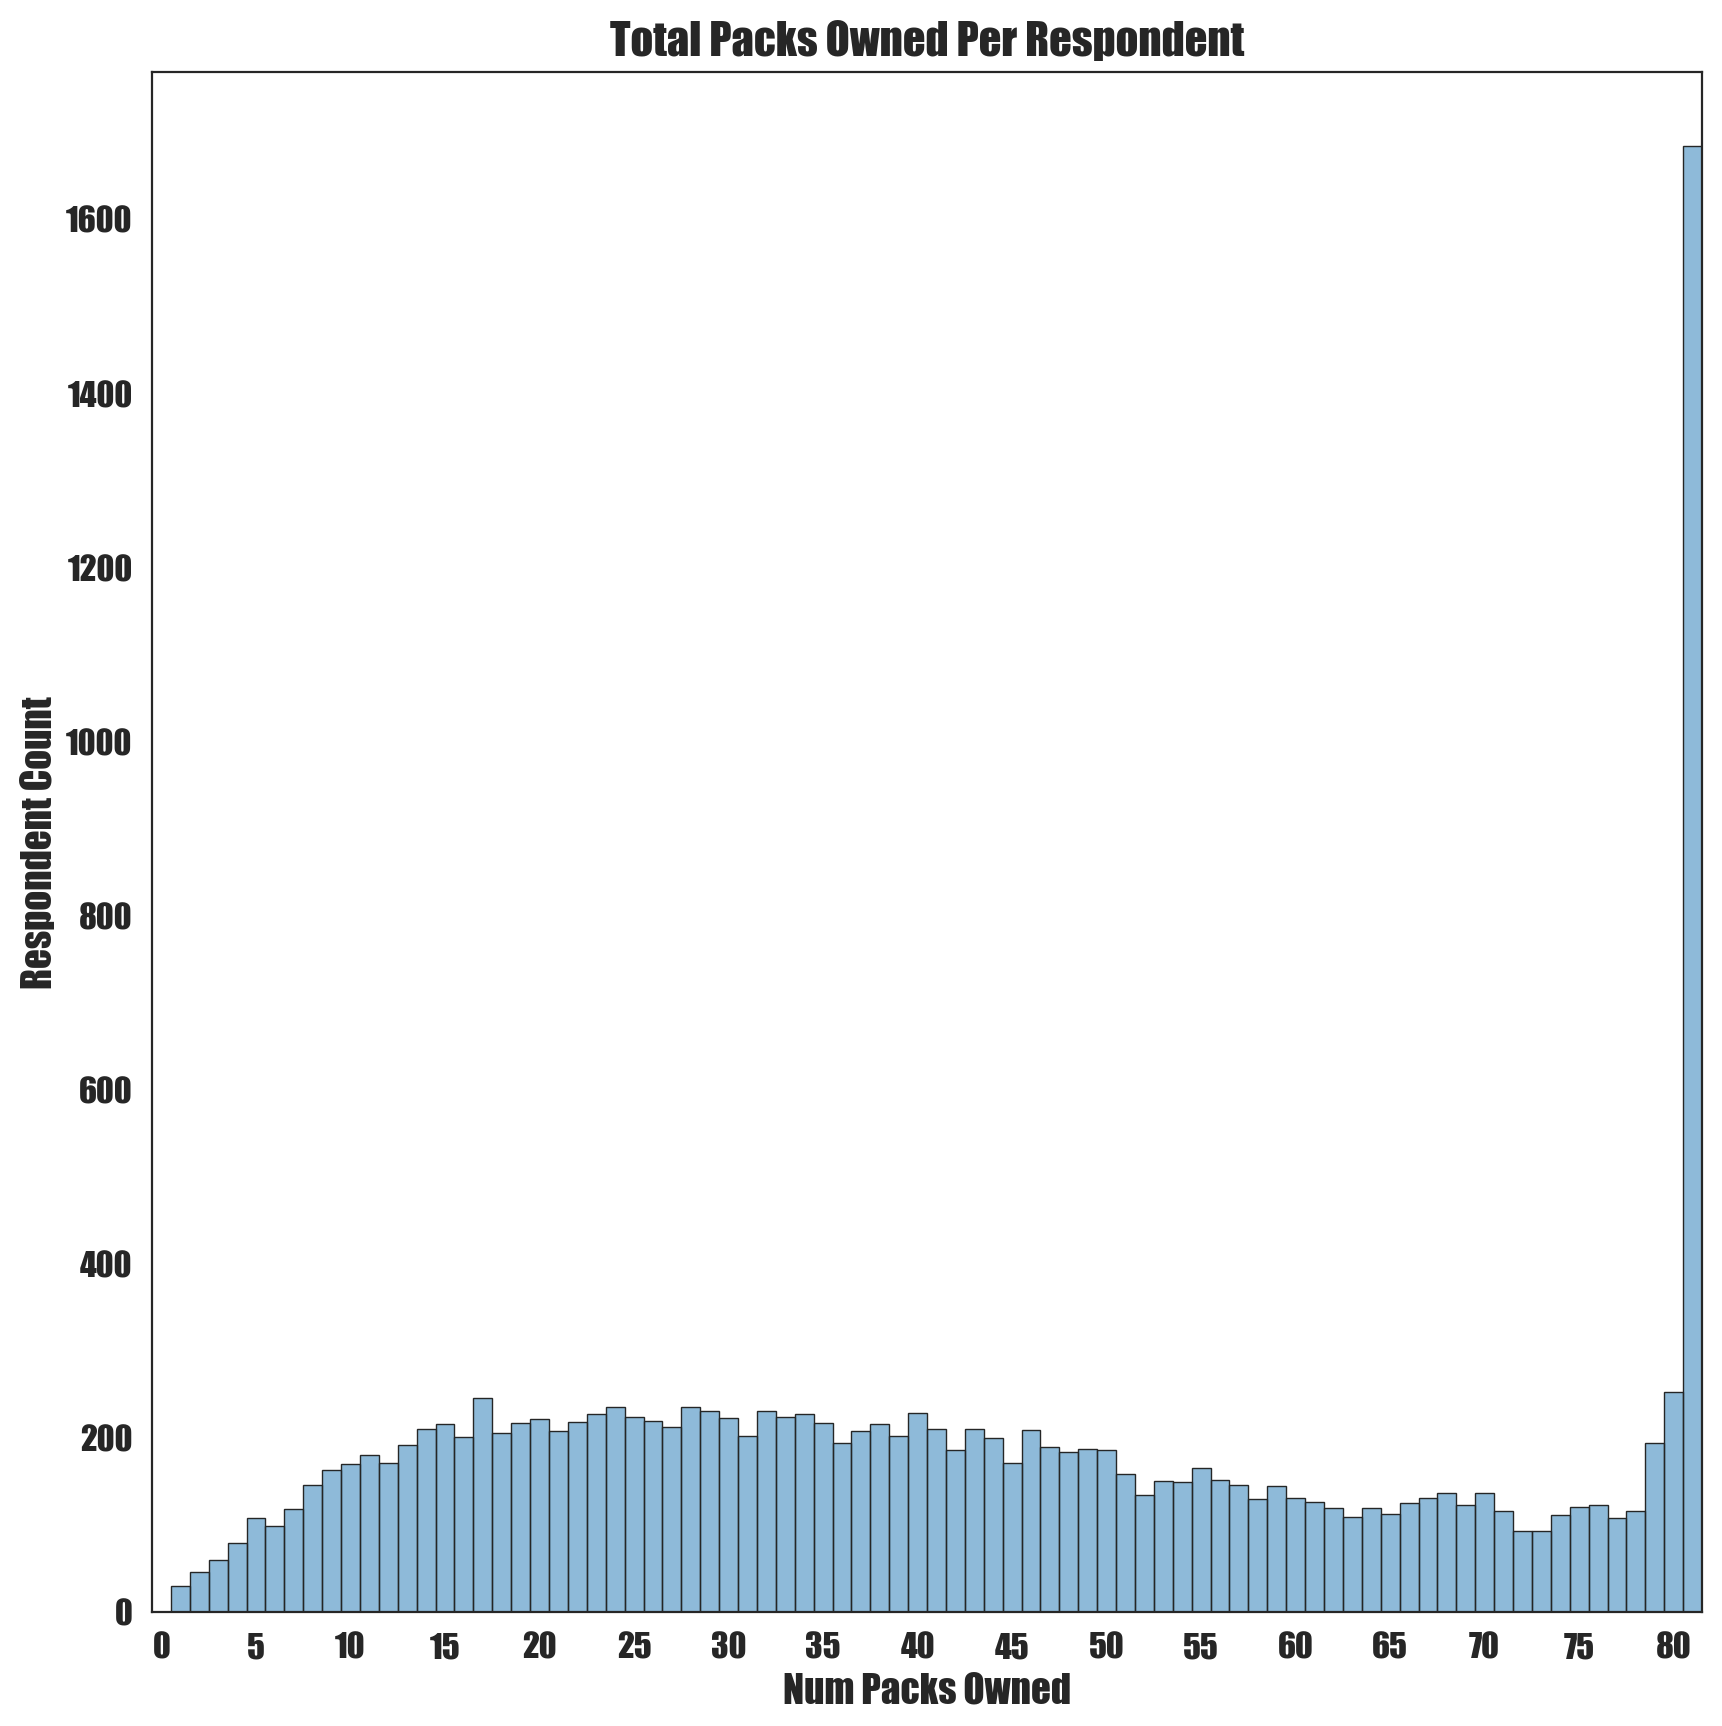 Total Packs Owned Per Respondent
1600
1400
1200
1000
800
600
400
200
0
Respondent Count
0 5 10 15 20 25 30 35 40 45 50 55 60 65 70 75 80
Num Packs Owned